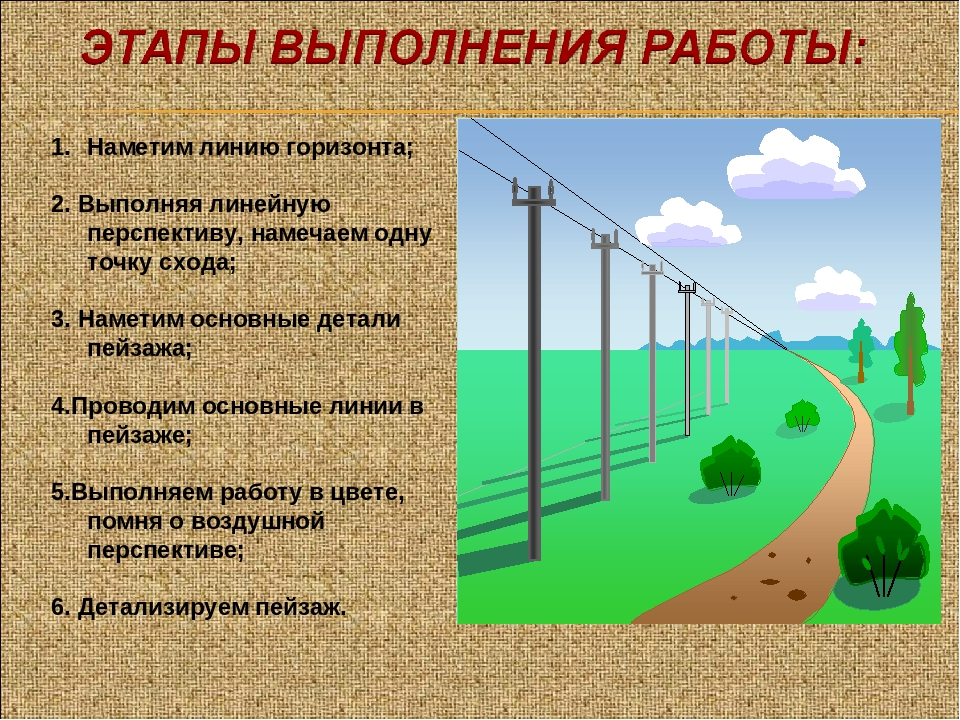 ЭТАПЫ ВЫПОЛНЕНИЯ РАБОТЫ:
1. Наметим линию горизонта;
2. Выполняя линейную
перспективу, намечаем одну
точку схода;
3. Наметим основные детали
пейзажа;
4.Проводим основные линии в
пейзаже;
5.Выполняем работу в цвете,
помня о воздушной
перспективе;
6. Детализируем пейзаж.